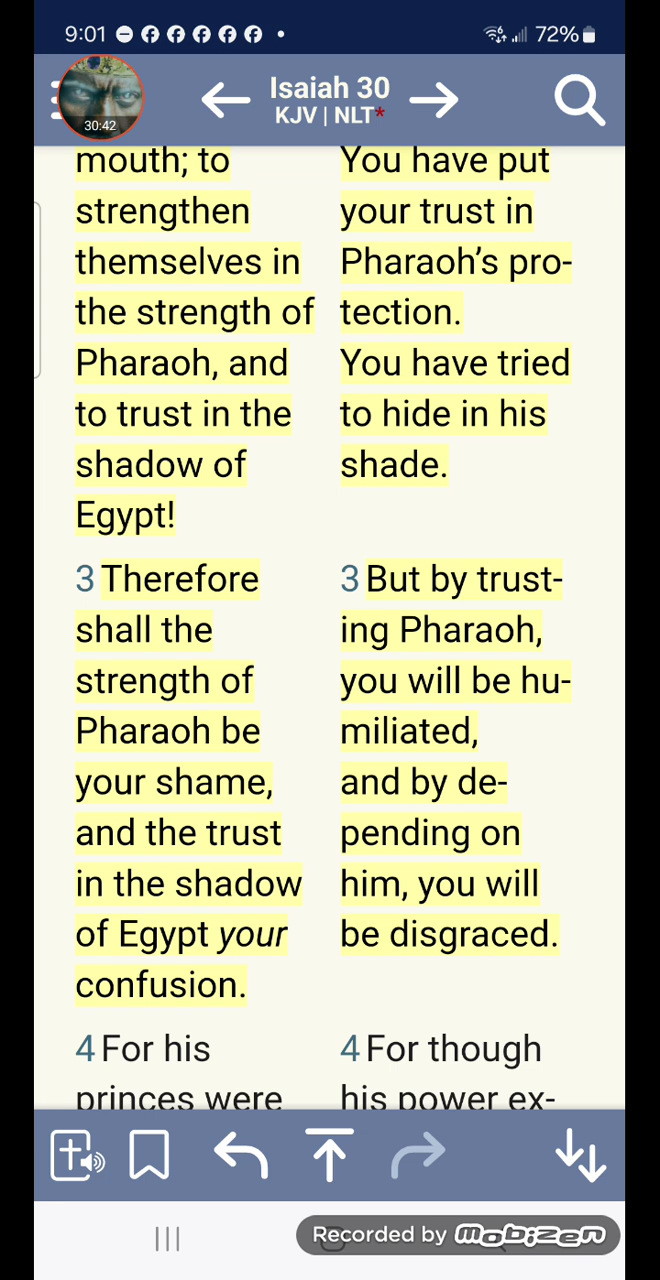 9:01
72%
Isaiah 30
KJV | NLT*
30:42
mouth; to
strengthen
themselves in
the strength of
Pharaoh, and
to trust in the
shadow of
Egypt!
3 Therefore
shall the
strength of
Pharaoh be
your shame,
and the trust
in the shadow
of Egypt your
confusion.
4 For his
princes were
You have put
your trust in
Pharaoh’s pro-
tection.
You have tried
to hide in his
shade.
3 But by trust-
ing Pharaoh,
you will be hu-
miliated,
and by de-
pending on
him, you will
be disgraced.
4 For though
his power ex-
Recorded by mobizen